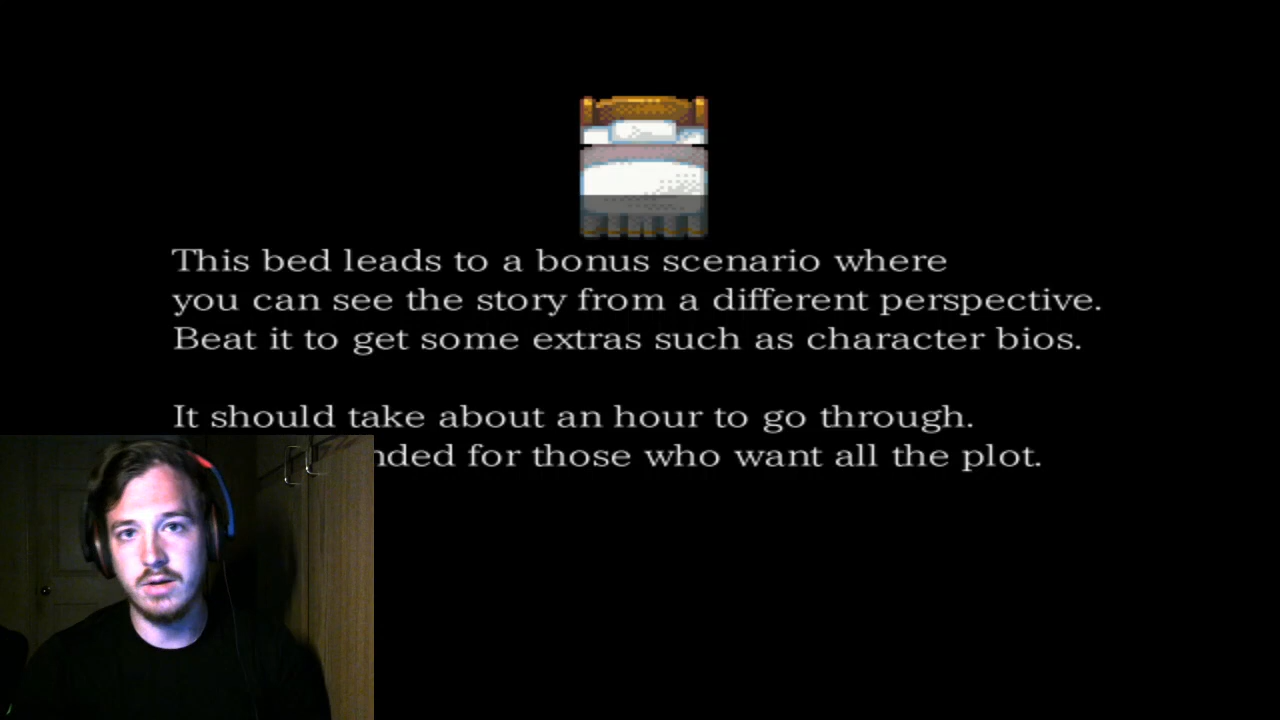 This bed leads to a bonus scenario where
you can see the story from a different perspective.
Beat it to get some extras such as character bios.
It should take about an hour to go through.
for those who want all the plot.